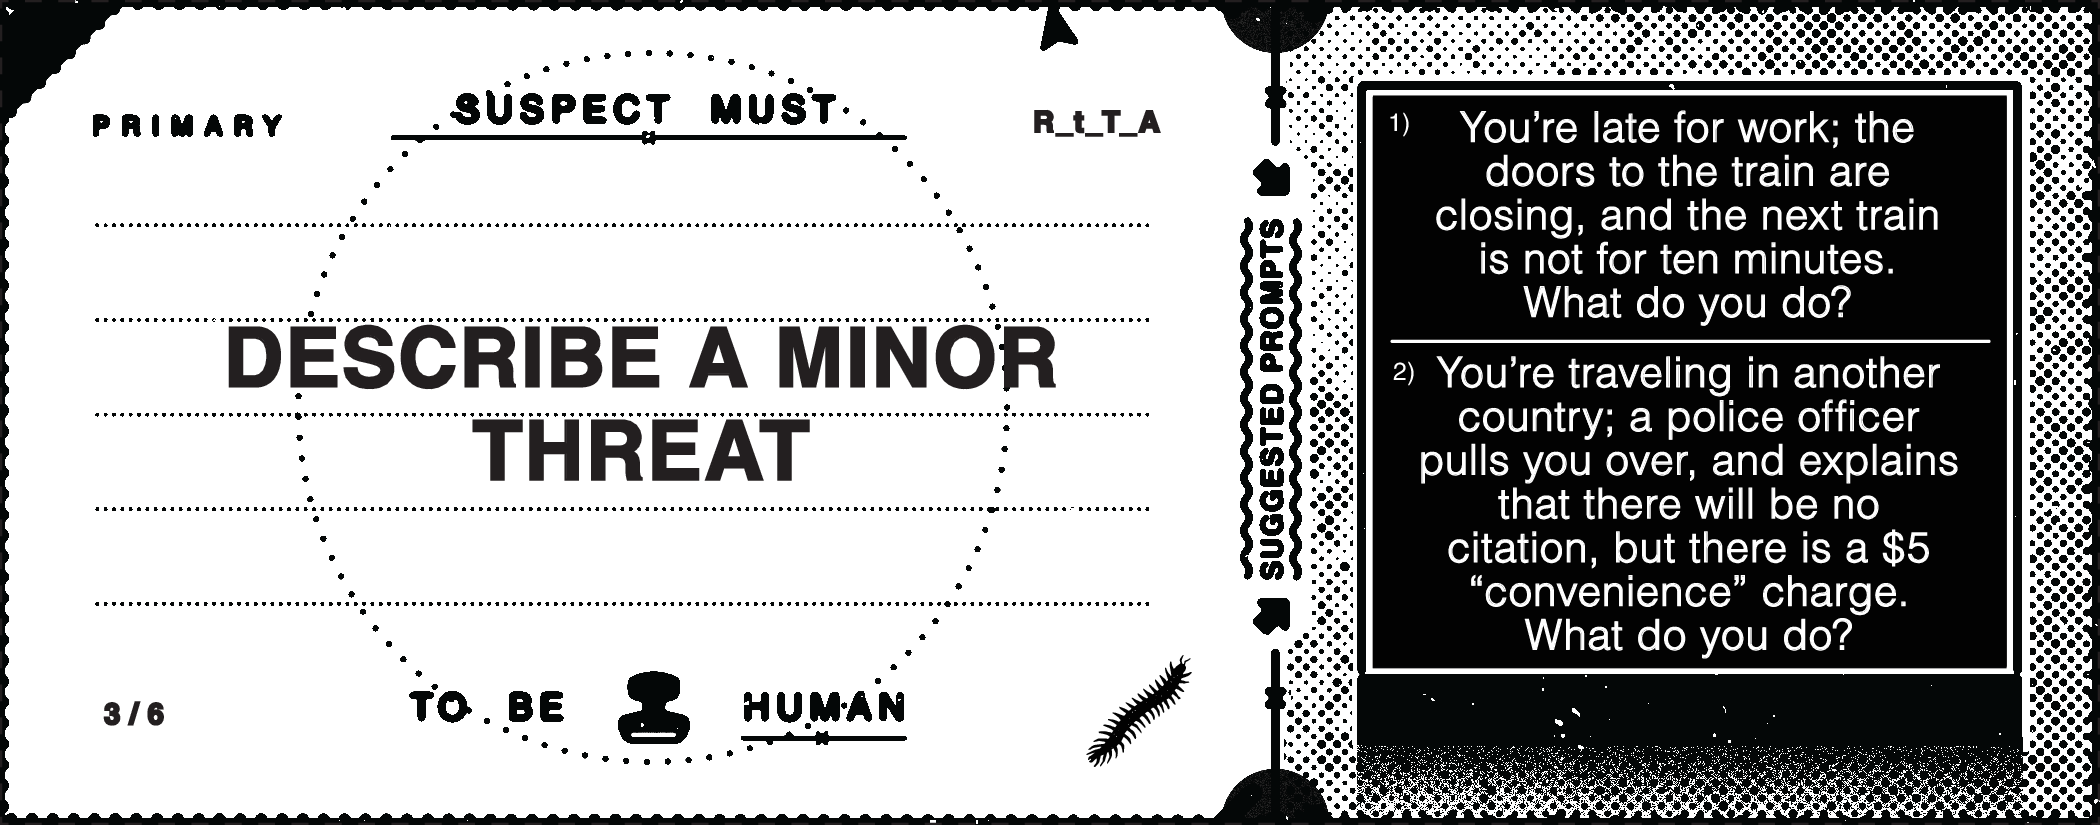 PRIMARY
SUSPECT MUST
R_t_T_A
DESCRIBE A MINOR
THREAT
3 / 6
TO BE HUMAN
SUGGESTED PROMPTS
1) You're late for work; the
doors to the train are
closing, and the next train
is not for ten minutes.
What do you do?
2) You're traveling in another
country; a police officer
pulls you over, and explains
that there will be no
citation, but there is a $5
“convenience” charge.
What do you do?